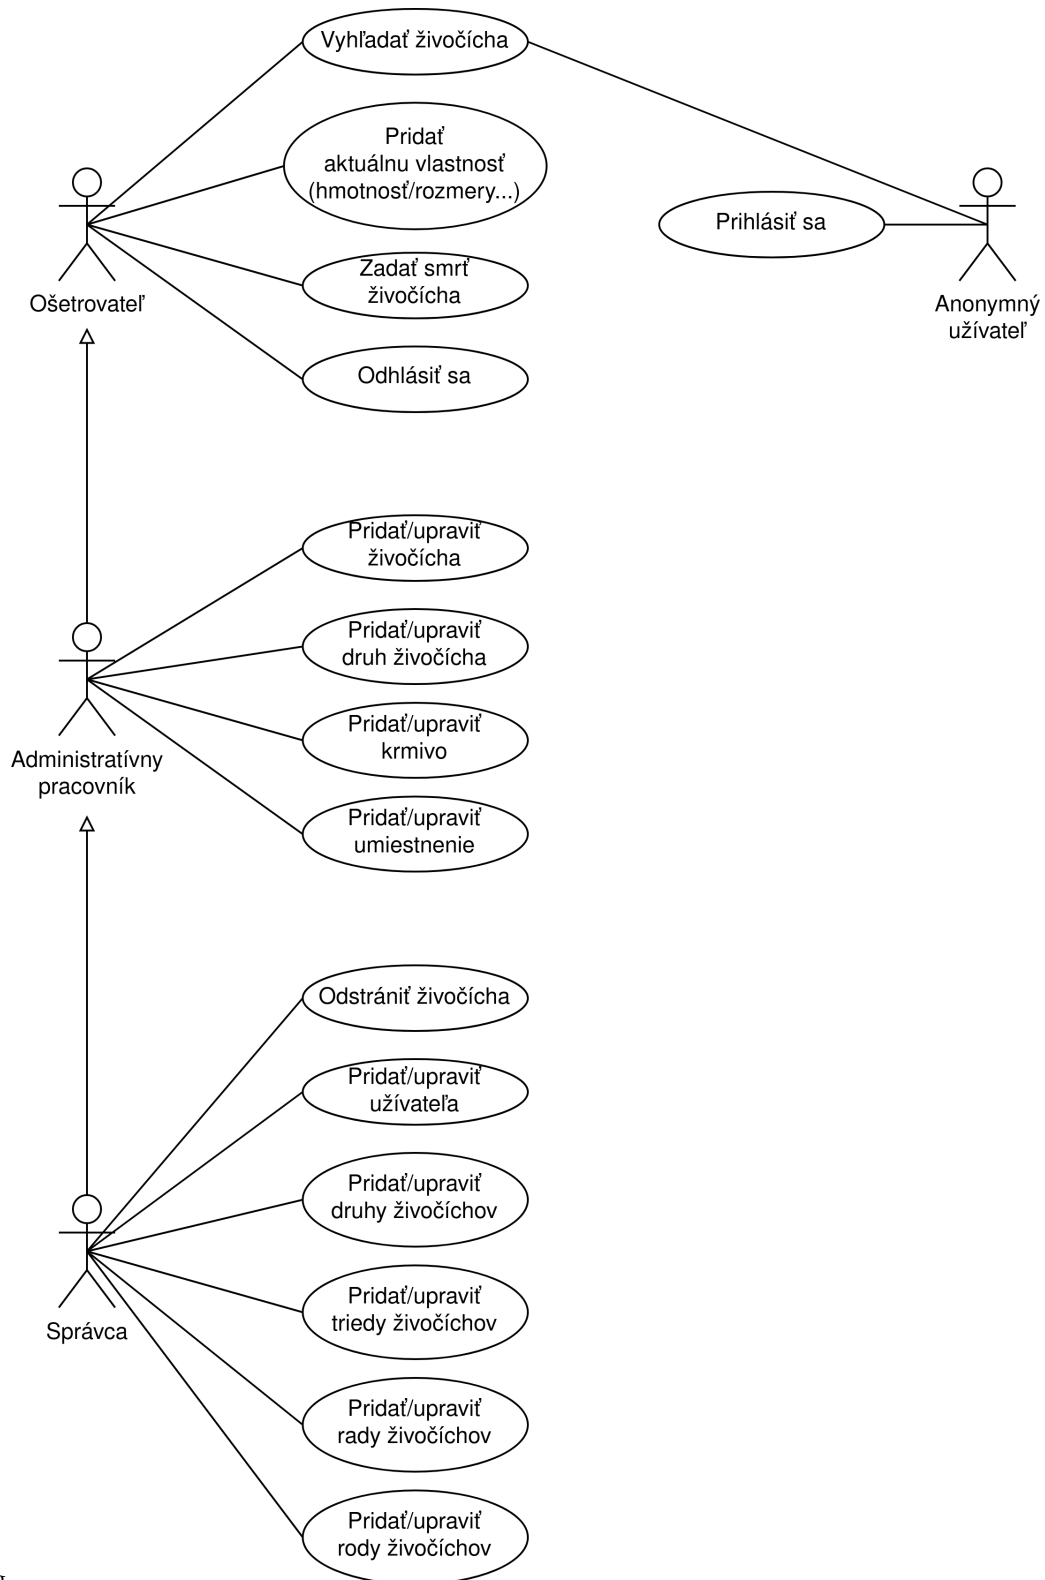 Vyhľadať živočícha
Pridať
aktuálnu vlastnosť
(hmotnosť/rozmery...)
Prihlásiť sa
Zadať smrť
živočícha
Ošetrovateľ
Anonymný
užívateľ
Odhlásiť sa
Pridať/upraviť
živočícha
Pridať/upraviť
druh živočícha
Pridať/upraviť
krmivo
Administratívny
pracovník
Pridať/upraviť
umiestnenie
Odstrániť živočícha
Pridať/upraviť
užívateľa
Pridať/upraviť
druhy živočíchov
Pridať/upraviť
triedy živočíchov
Správca
Pridať/upraviť
rady živočíchov
Pridať/upraviť
rody živočíchov